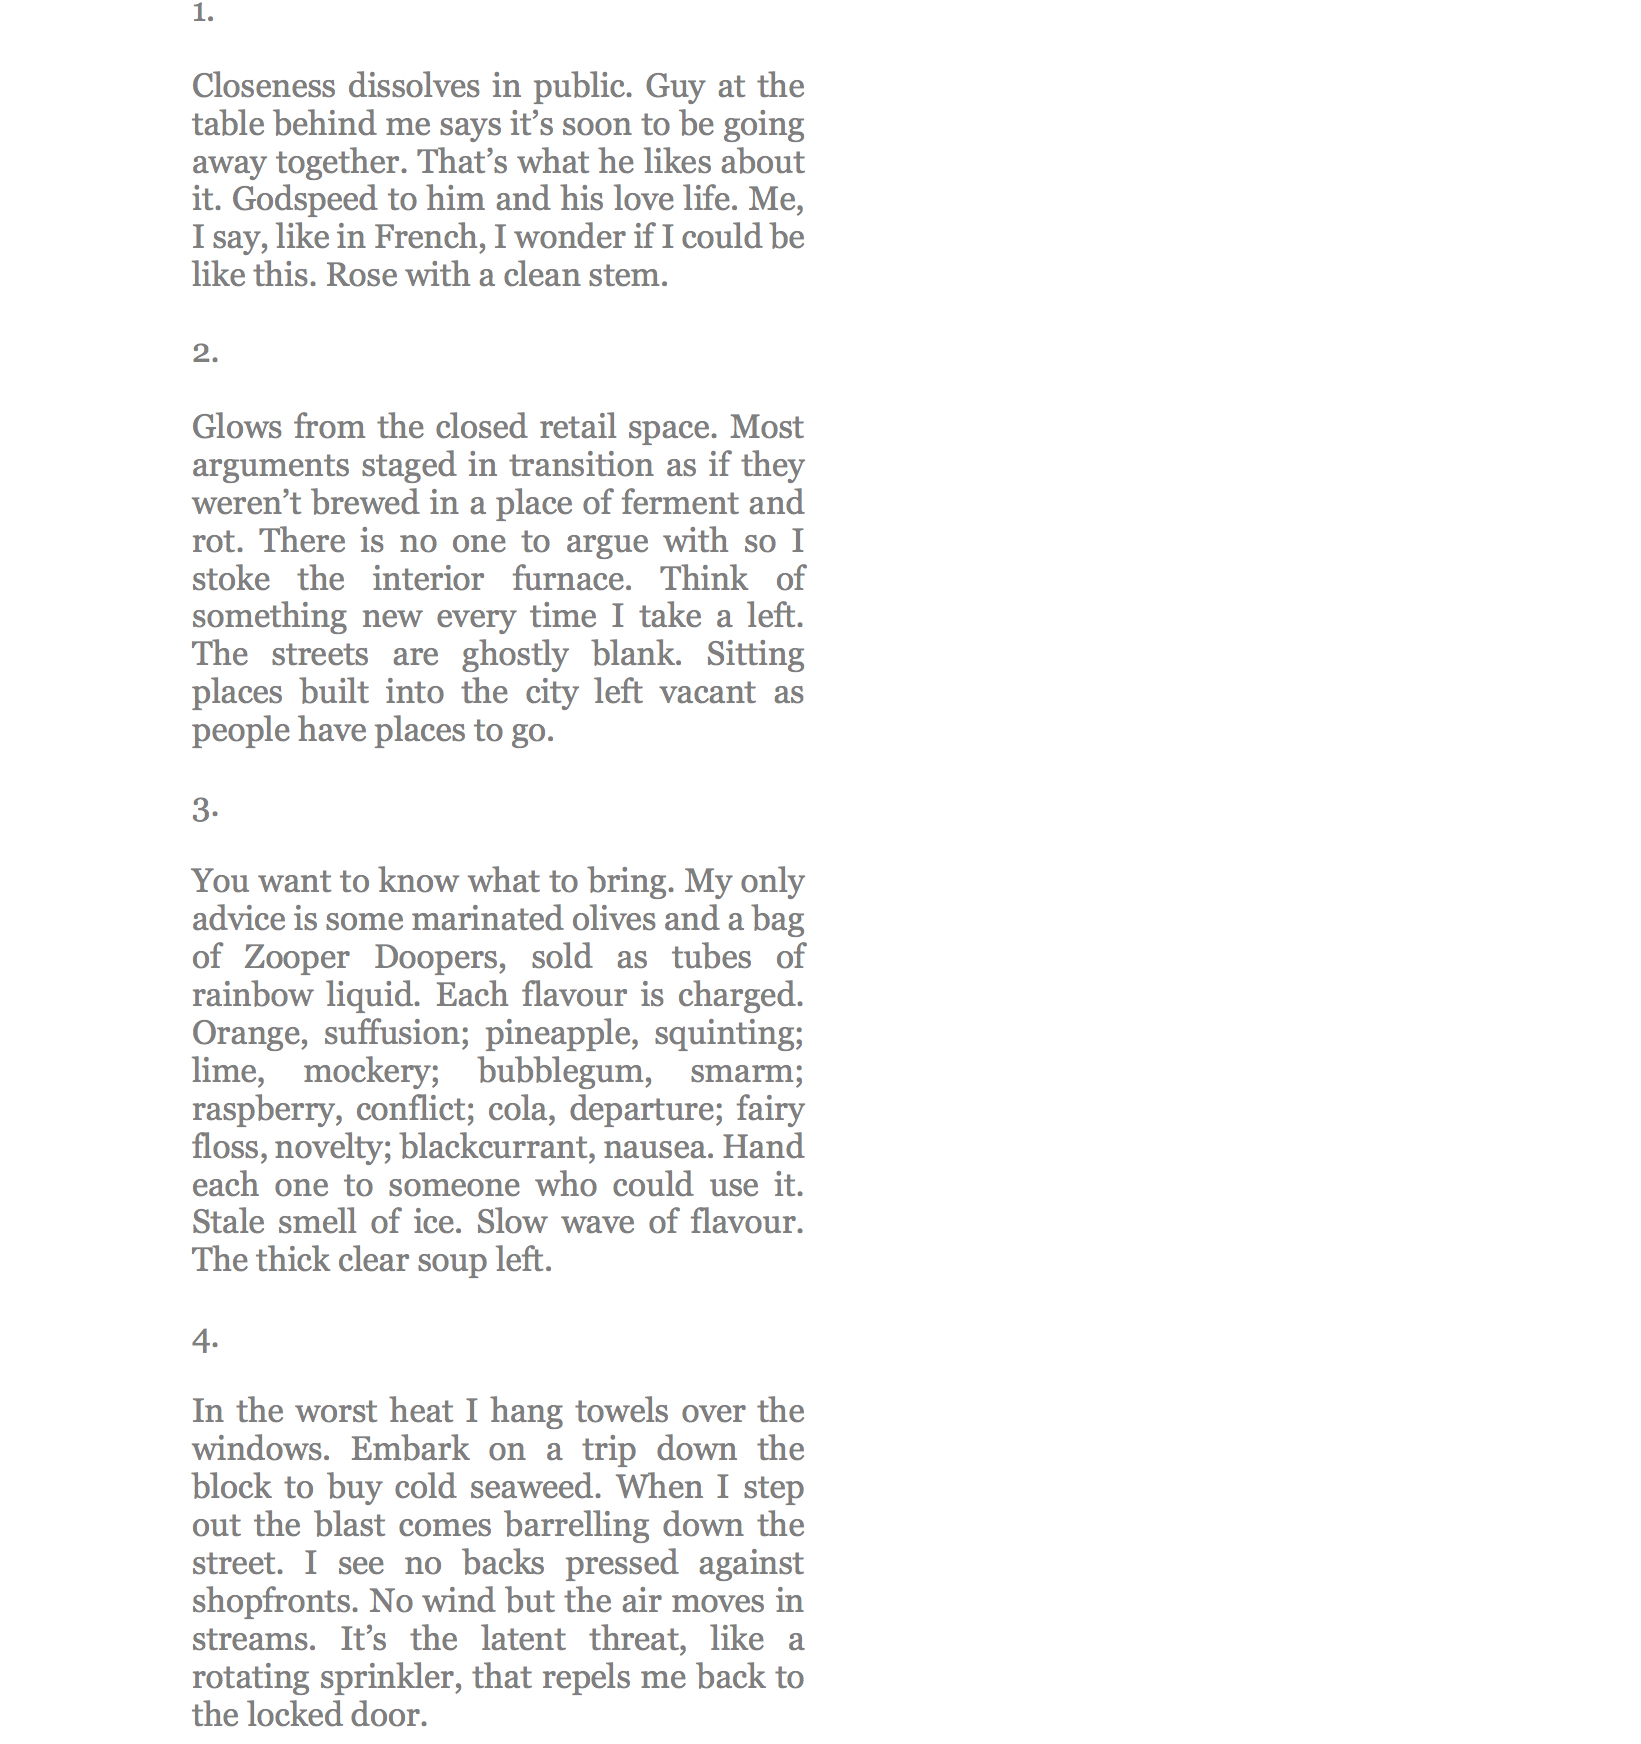 1.
Closeness dissolves in public. Guy at the
table behind me says it’s soon to be going
away together. That’s what he likes about
it. Godspeed to him and his love life. Me,
I say, like in French, I wonder if I could be
like this. Rose with a clean stem.
2.
Glows from the closed retail space. Most
arguments staged in transition as if they
weren’t brewed in a place of ferment and
rot. There is no one to argue with so I
stoke the interior furnace. Think of
something new every time I take a left.
The streets are ghostly blank. Sitting
places built into the city left vacant as
people have places to go.
3.
You want to know what to bring. My only
advice is some marinated olives and a bag
of Zooper Doopers, sold as tubes of
rainbow liquid. Each flavour is charged.
Orange, suffusion; pineapple, squinting;
lime, mockery; bubblegum, smarm;
raspberry, conflict; cola, departure; fairy
floss, novelty; blackcurrant, nausea. Hand
each one to someone who could use it.
Stale smell of ice. Slow wave of flavour.
The thick clear soup left.
4.
In the worst heat I hang towels over the
windows. Embark on a trip down the
block to buy cold seaweed. When I step
out the blast comes barrelling down the
street. I see no backs pressed against
shopfronts. No wind but the air moves in
streams. It’s the latent threat, like a
rotating sprinkler, that repels me back to
the locked door.